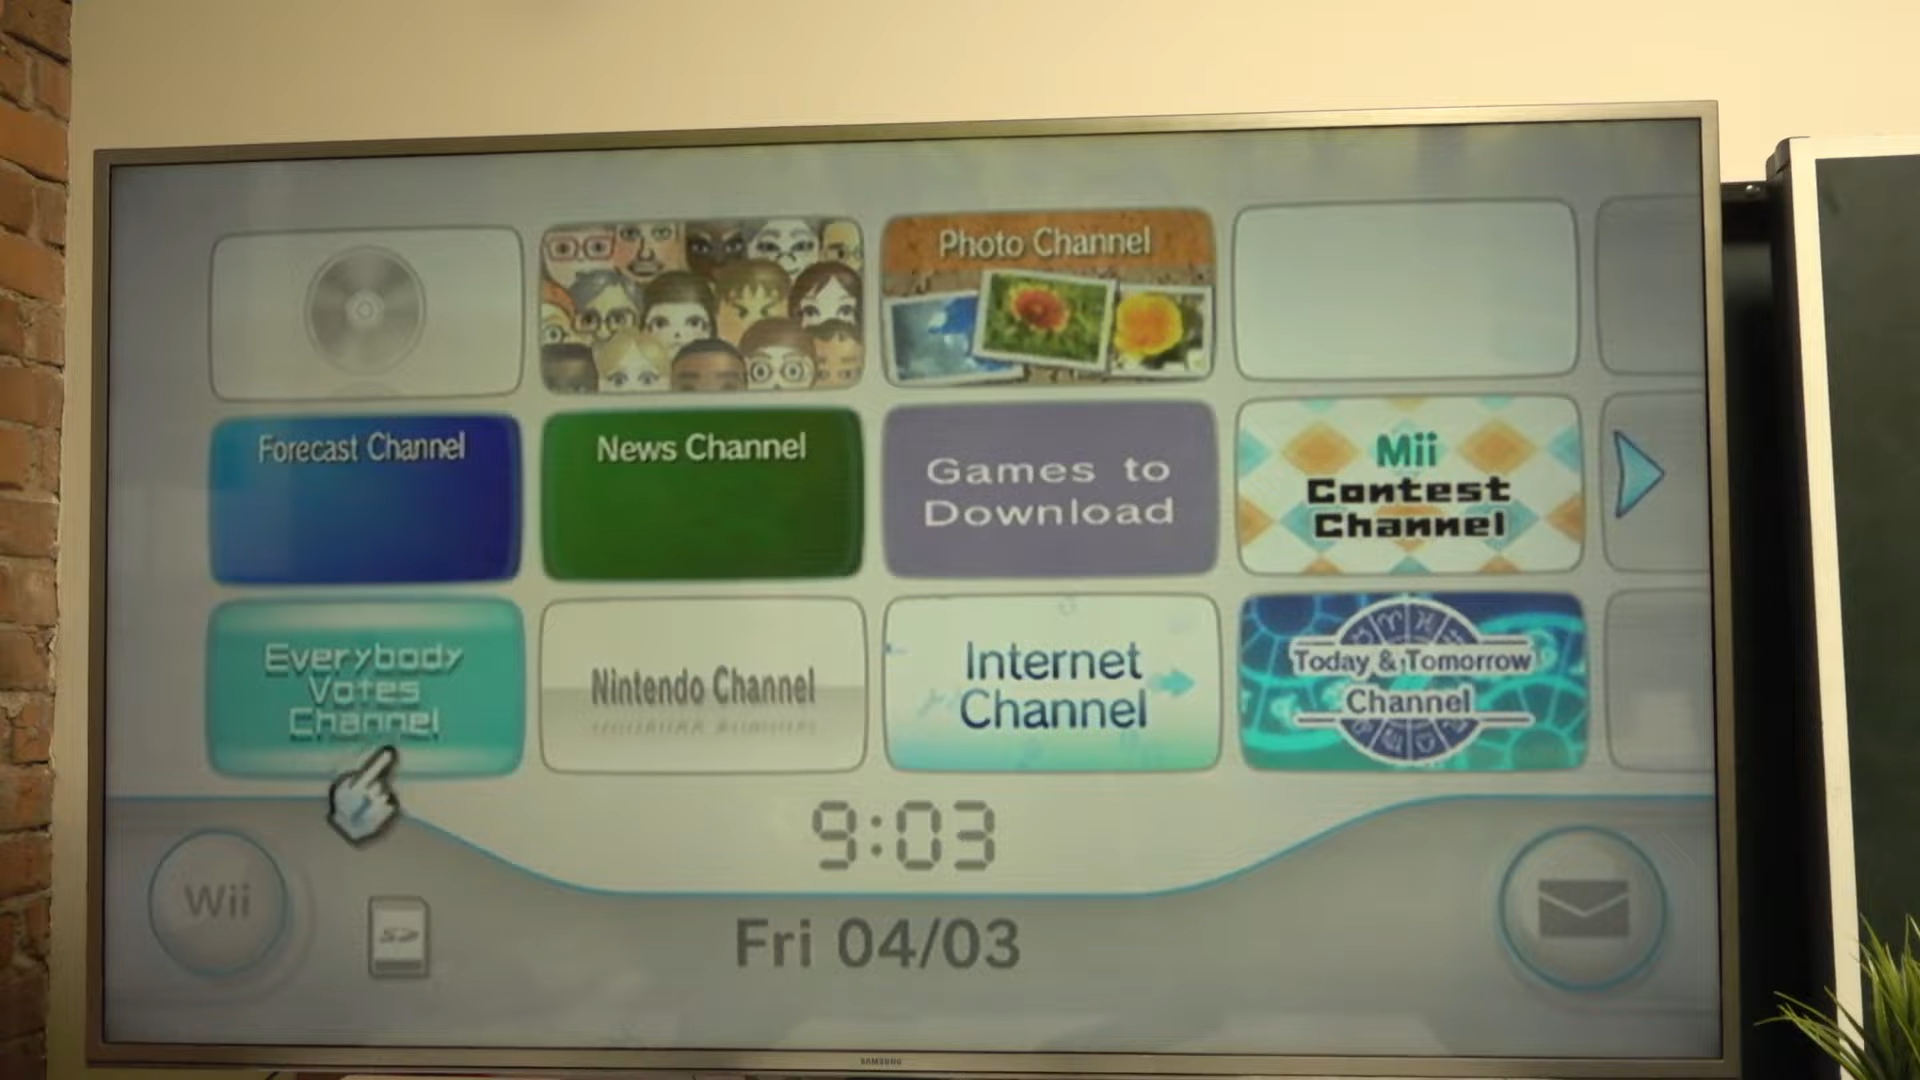 Photo Channel
Forecast Channel
News Channel
Games to
Download
Mii
Contest
Channel
Everybody
Votes
Channel
Nintendo Channel
Internet
Channel
Today & Tomorrow
Channel
9:03
Wii
SD
Fri 04/03
SAMSUNG